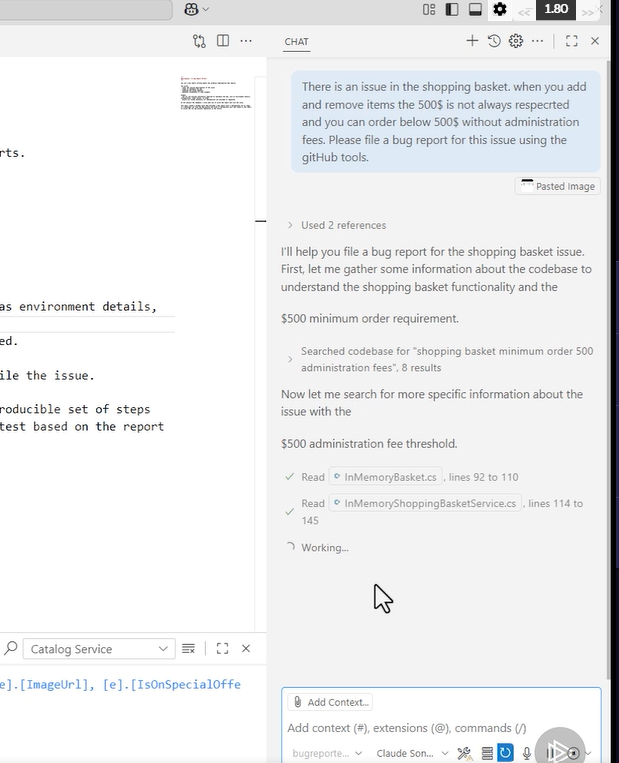 1.80
CHAT
There is an issue in the shopping basket. when you add
and remove items the 500$ is not always respecrted
and you can order below 500$ without administration
fees. Please file a bug report for this issue using the
gitHub tools.
Pasted Image
rts.
Used 2 references
I'll help you file a bug report for the shopping basket issue.
First, let me gather some information about the codebase to
understand the shopping basket functionality and the
as environment details,
$500 minimum order requirement.
ed.
Searched codebase for "shopping basket minimum order 500
administration fees", 8 results
ile the issue.
Now let me search for more specific information about the
issue with the
roducible set of steps
test based on the report
$500 administration fee threshold.
Read InMemoryBasket.cs , lines 92 to 110
Read InMemoryShoppingBasketService.cs , lines 114 to
145
Working...
Catalog Service
e].[ImageUrl], [e].[IsOnSpecialOffe
Add Context...
Add context (#), extensions (@), commands (/)
bugreporte... Claude Son...